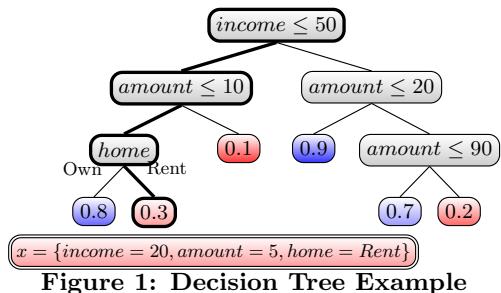 income ≤ 50
amount ≤ 10 amount ≤ 20
home 0.1 0.9 amount ≤ 90
Own Rent
0.8 0.3 0.7 0.2
x = {income = 20, amount = 5, home = Rent}
Figure 1: Decision Tree Example